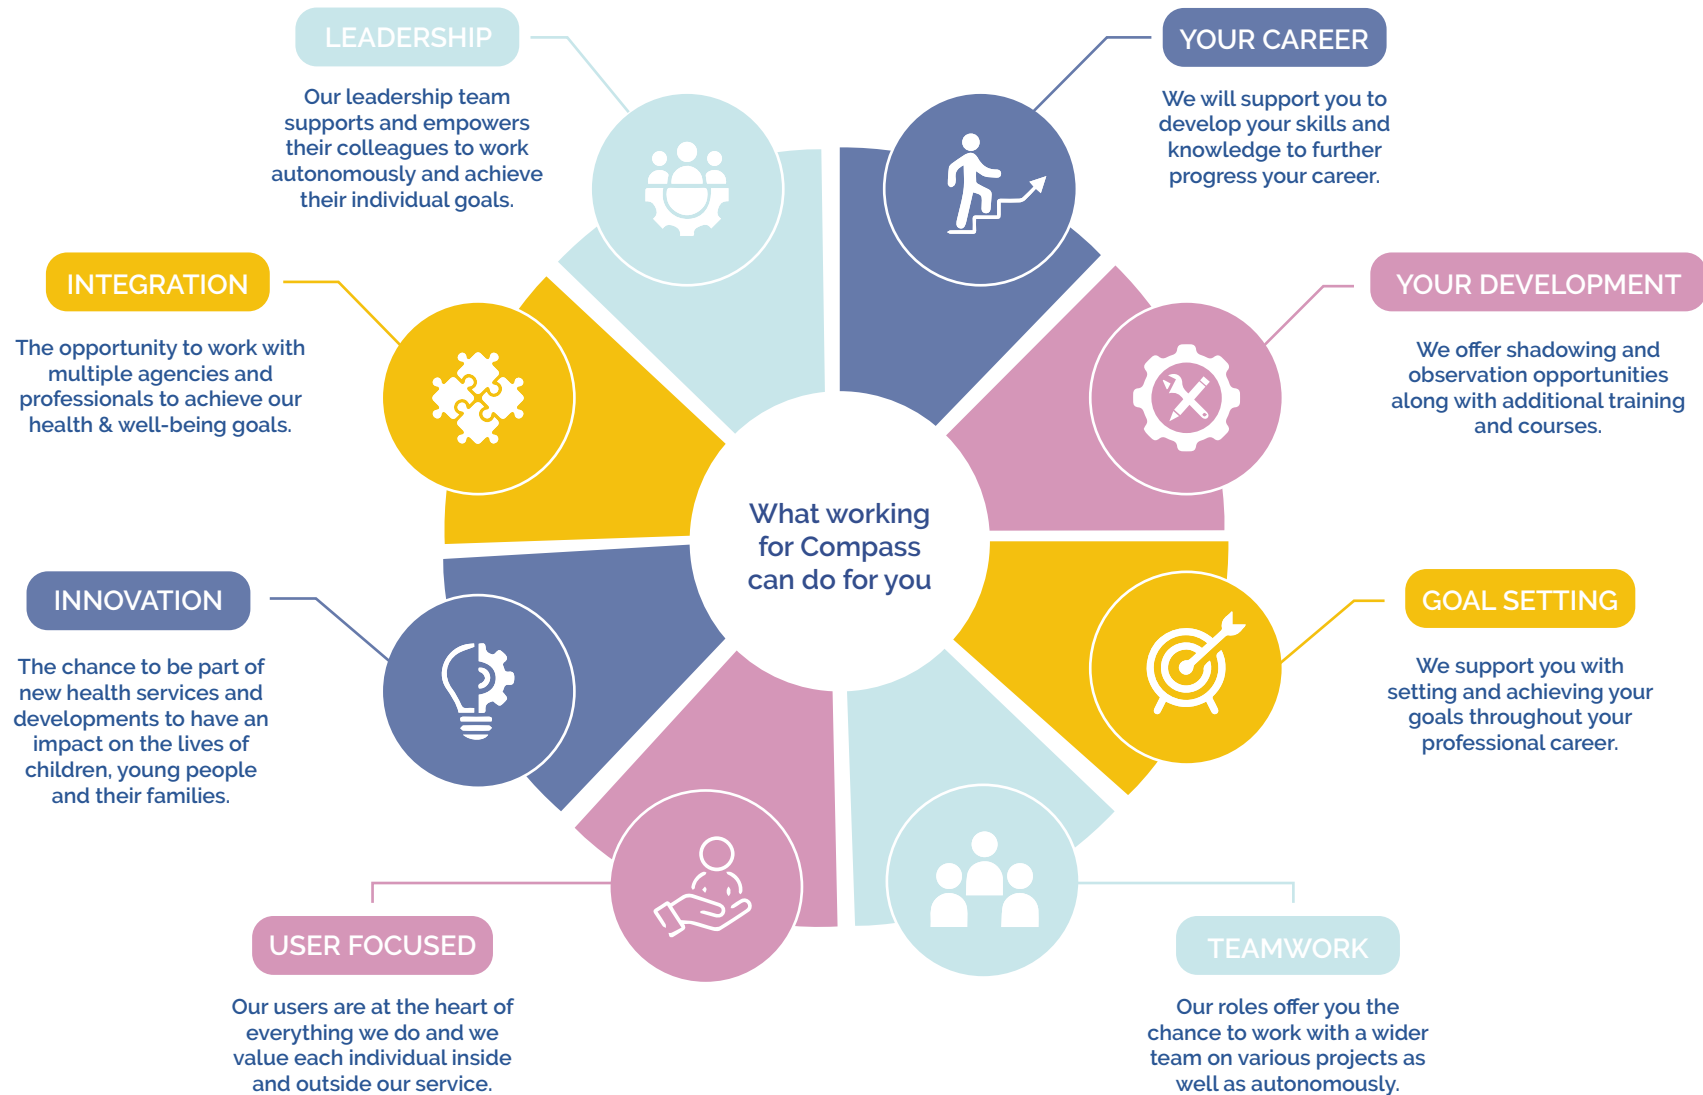 LEADERSHIP
Our leadership team
supports and empowers
their colleagues to work
autonomously and achieve
their individual goals.
YOUR CAREER
We will support you to
develop your skills and
knowledge to further
progress your career.
INTEGRATION
The opportunity to work with
multiple agencies and
professionals to achieve our
health & well-being goals.
YOUR DEVELOPMENT
We offer shadowing and
observation opportunities
along with additional training
and courses.
What working
for Compass
can do for you
INNOVATION
The chance to be part of
new health services and
developments to have an
impact on the lives of
children, young people
and their families.
GOAL SETTING
We support you with
setting and achieving your
goals throughout your
professional career.
USER FOCUSED
Our users are at the heart of
everything we do and we
value each individual inside
and outside our service.
TEAMWORK
Our roles offer you the
chance to work with a wider
team on various projects as
well as autonomously.